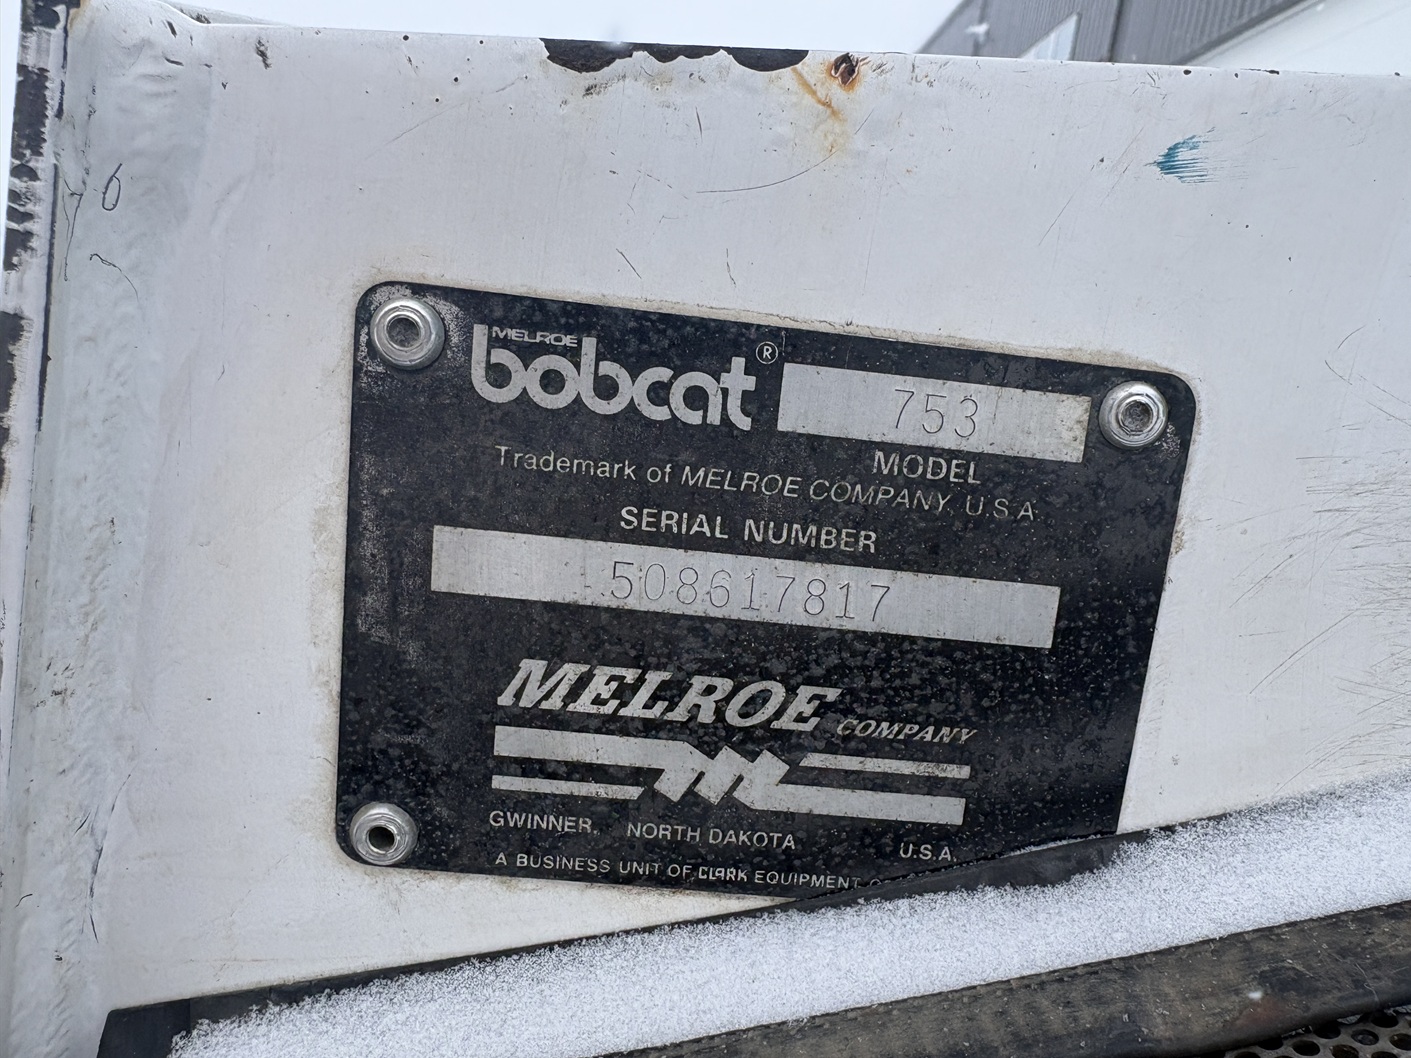 MELROE
bobcat ®
753
MODEL
Trademark of MELROE COMPANY, U.S.A
SERIAL NUMBER
508617817
MELROE COMPANY
GWINNER, NORTH DAKOTA U.S.A.
A BUSINESS UNIT OF CLARK EQUIPMENT